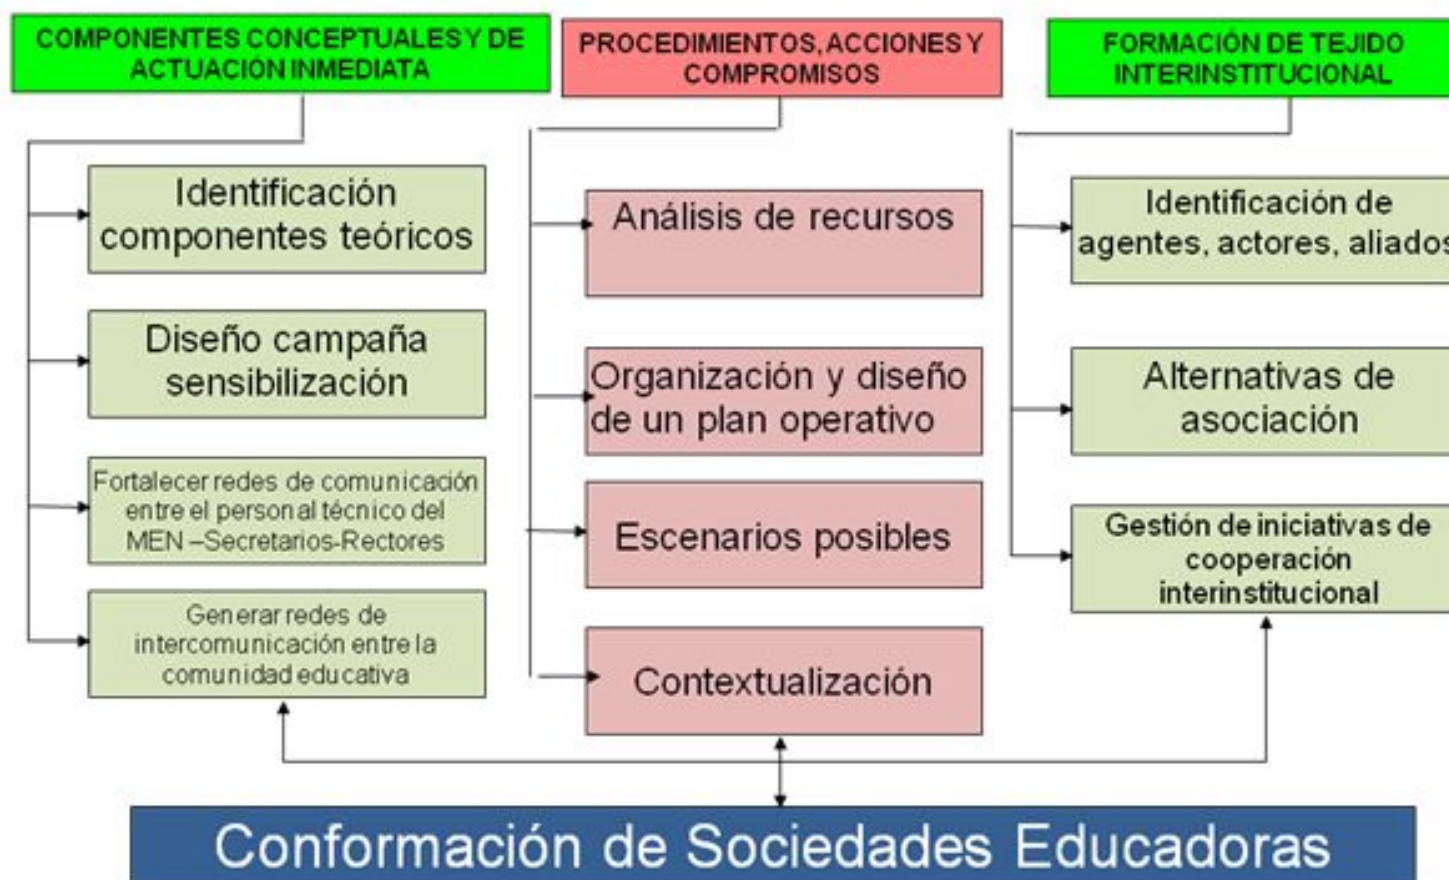 COMPONENTES CONCEPTUALES Y DE
ACTUACIÓN INMEDIATA
Identificación
componentes teóricos
Diseño campaña
sensibilización
Fortalecer redes de comunicación
entre el personal técnico del
MEN –Secretarios-Rectores
Generar redes de
intercomunicación entre la
comunidad educativa
PROCEDIMIENTOS, ACCIONES Y
COMPROMISOS
Análisis de recursos
Organización y diseño
de un plan operativo
Escenarios posibles
Contextualización
FORMACIÓN DE TEJIDO
INTERINSTITUCIONAL
Identificación de
agentes, actores, aliados
Alternativas de
asociación
Gestión de iniciativas de
cooperación
interinstitucional
Conformación de Sociedades Educadoras